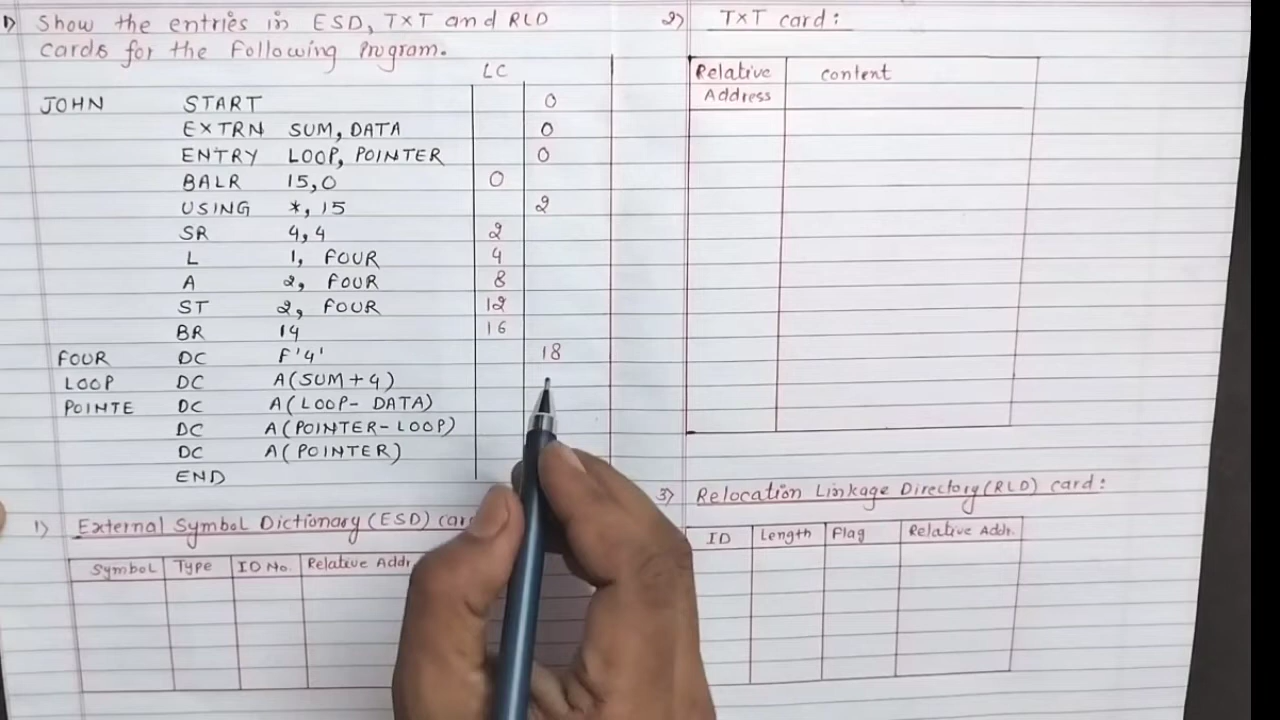 1) Show the entries in ESD, TXT and RLD
cards for the following program.
LC
JOHN START 0
EXTRN SUM, DATA 0
ENTRY LOOP, POINTER 0
BALR 15,0 0
USING *, 15 2
SR 4,4 2
L 1, FOUR 4
A 2, FOUR 8
ST 2, FOUR 12
BR 14 16
FOUR DC F'4' 18
LOOP DC A(SUM+4)
POINTE DC A(LOOP- DATA)
DC A(POINTER-LOOP)
DC A(POINTER)
END
1) External Symbol Dictionary (ESD) card
Symbol Type ID No. Relative Addr
2) TXT card:
Relative Address content
3) Relocation Linkage Directory(RLD) card:
ID Length Flag Relative Addr.